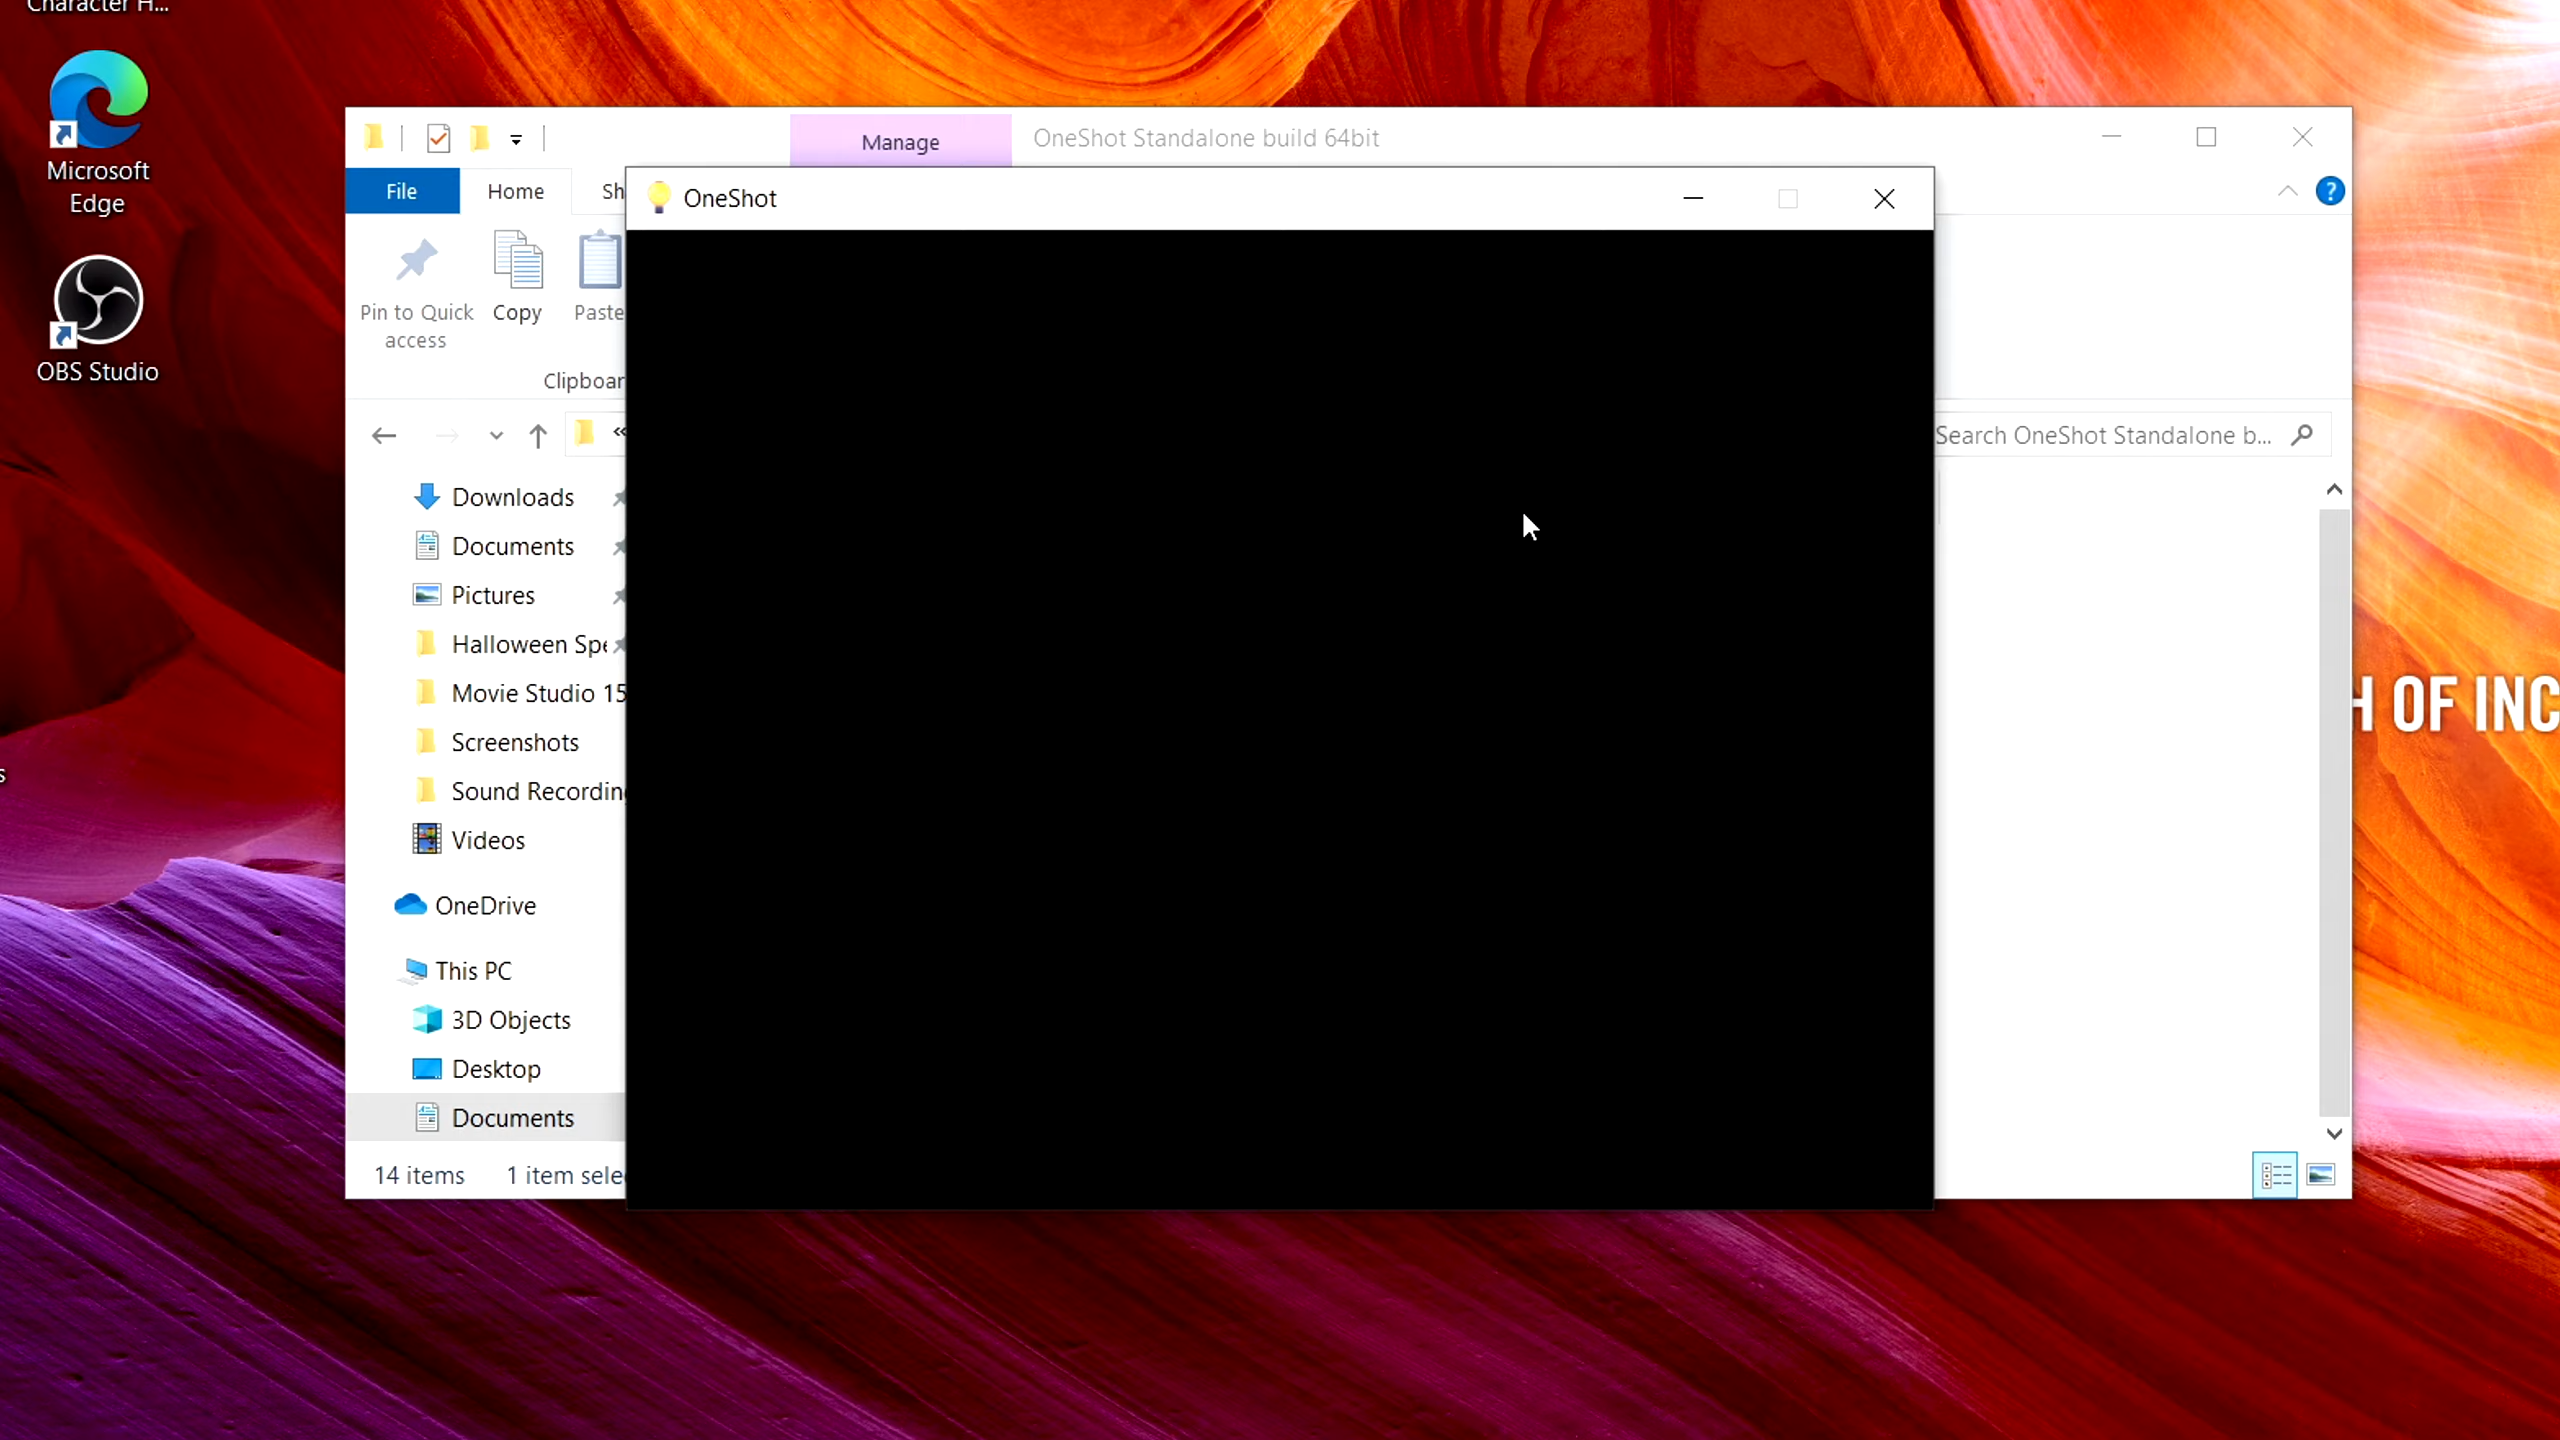 Character H...
Microsoft
Edge
OBS Studio
s
Manage
OneShot Standalone build 64bit
File
Home
Sh
OneShot
?
Pin to Quick
access
Copy
Paste
Clipboar
«
Search OneShot Standalone b...
Downloads
Documents
Pictures
Halloween Spe
Movie Studio 15
Screenshots
Sound Recording
Videos
OneDrive
This PC
3D Objects
Desktop
Documents
14 items
1 item sele
H OF INC